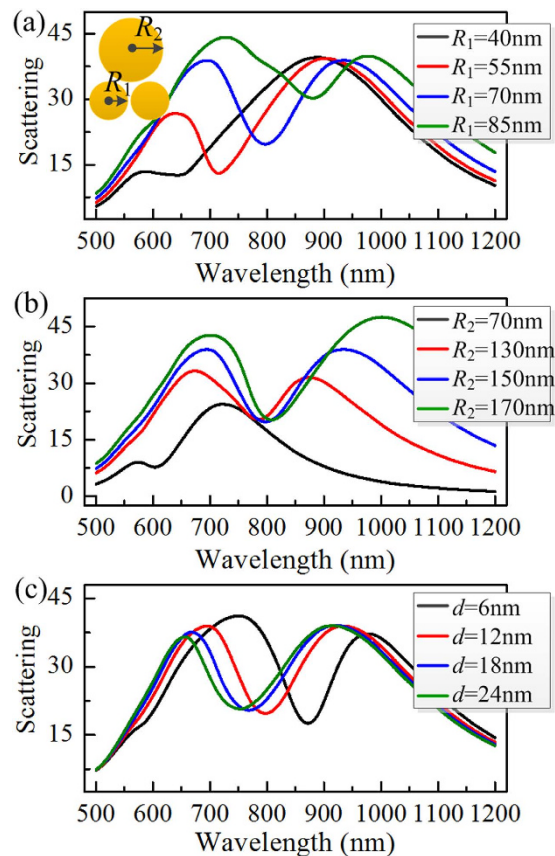 (a)
R₂
R₁
R₁=40nm
R₁=55nm
R₁=70nm
R₁=85nm
Scattering
45
30
15
500 600 700 800 900 1000 1100 1200
Wavelength (nm)
(b)
R₂=70nm
R₂=130nm
R₂=150nm
R₂=170nm
Scattering
45
30
15
0
500 600 700 800 900 1000 1100 1200
Wavelength (nm)
(c)
d=6nm
d=12nm
d=18nm
d=24nm
Scattering
45
30
15
500 600 700 800 900 1000 1100 1200
Wavelength (nm)